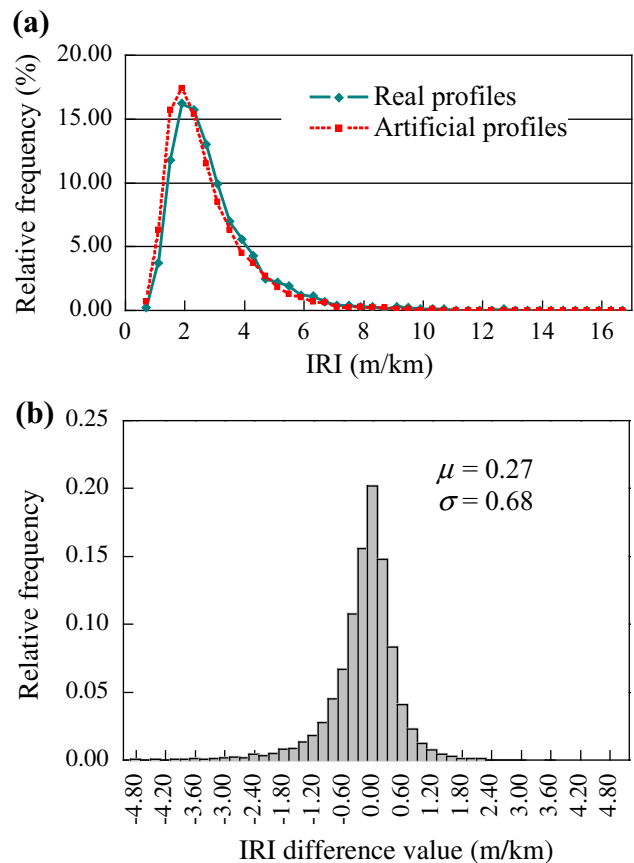 (a)
20.00
15.00
10.00
5.00
0.00
Relative frequency (%)
Real profiles
Artificial profiles
0 2 4 6 8 10 12 14 16
IRI (m/km)
(b)
0.25
0.20
0.15
0.10
0.05
0.00
Relative frequency
μ = 0.27
σ = 0.68
-4.80 -4.20 -3.60 -3.00 -2.40 -1.80 -1.20 -0.60 0.00 0.60 1.20 1.80 2.40 3.00 3.60 4.20 4.80
IRI difference value (m/km)